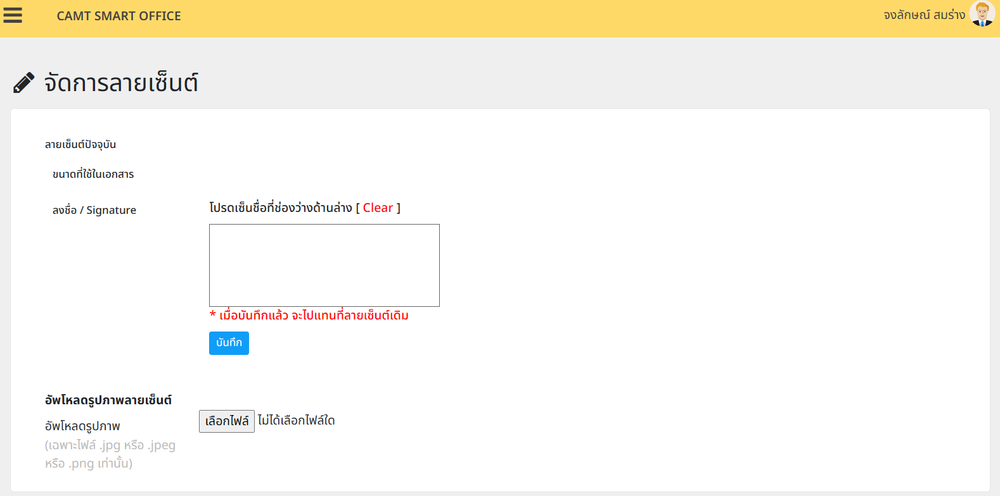 CAMT SMART OFFICE
จงลักษณ์ สมร่าง
จัดการลายเซ็นต์
ลายเซ็นต์ปัจจุบัน
ขนาดที่ใช้ในเอกสาร
ลงชื่อ / Signature
โปรดเซ็นชื่อที่ช่องว่างด้านล่าง [ Clear ]
* เมื่อบันทึกแล้ว จะไปแทนที่ลายเซ็นต์เดิม
บันทึก
อัพโหลดรูปภาพลายเซ็นต์
อัพโหลดรูปภาพ
(เฉพาะไฟล์ .jpg หรือ .jpeg
หรือ .png เท่านั้น)
เลือกไฟล์ ไม่ได้เลือกไฟล์ใด